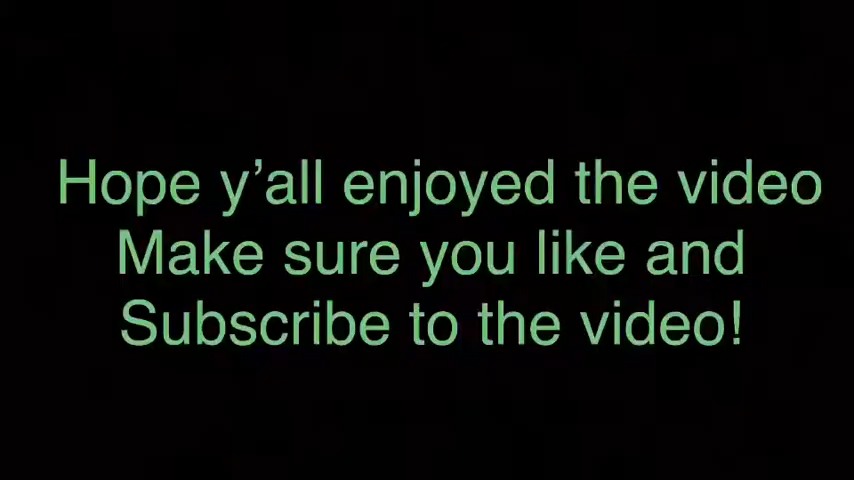 Hope y’all enjoyed the video
Make sure you like and
Subscribe to the video!